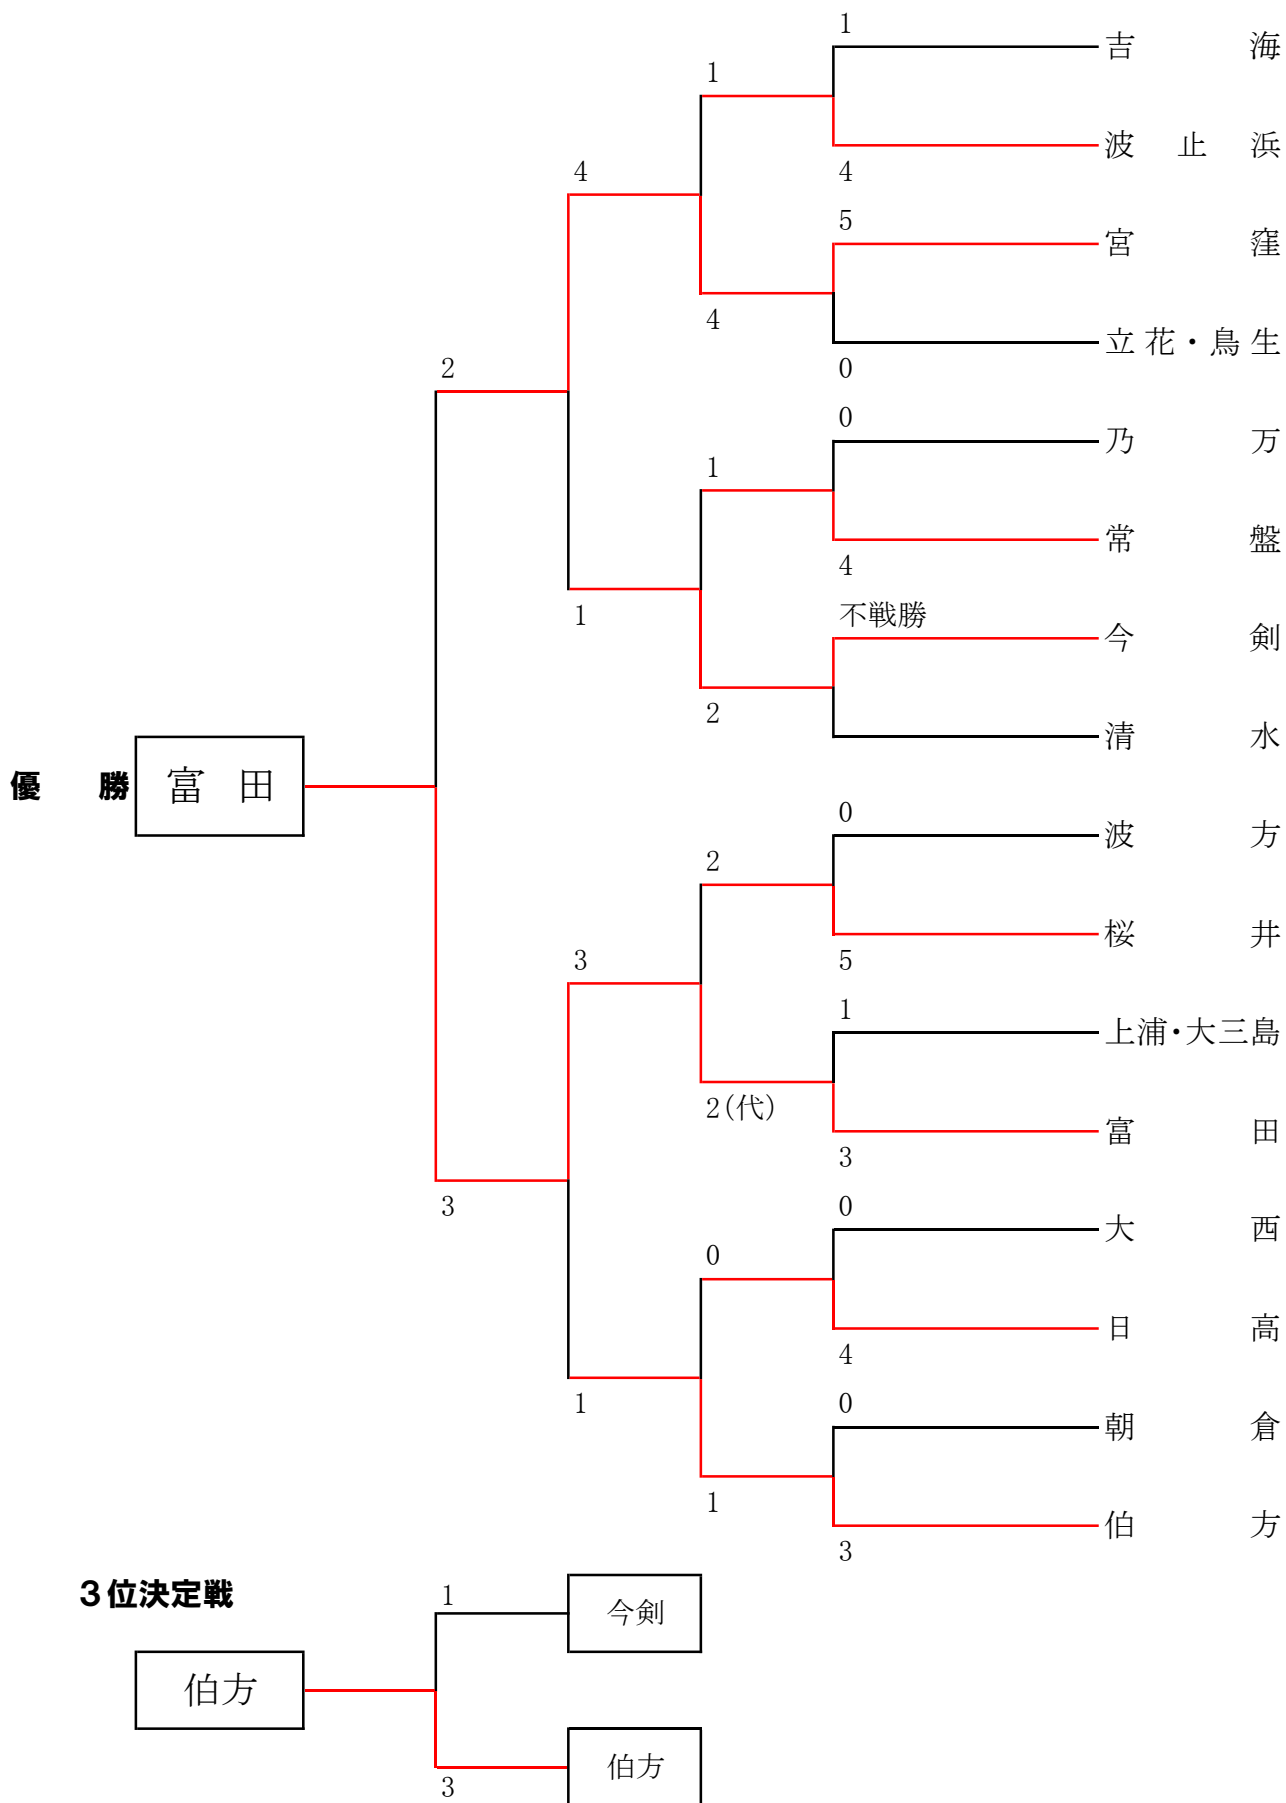 1
吉海
1
波止浜
4
4
5
宮窪
4
立花・鳥生
2
0
0
乃万
1
常盤
4
1
不戦勝
今剣
2
清水
優勝 富田
0
波方
2
桜井
3
5
1
上浦・大三島
2(代)
富田
3
3
0
大西
0
日高
4
1
0
朝倉
1
伯方
3
3位決定戦
1
今剣
伯方
伯方
3